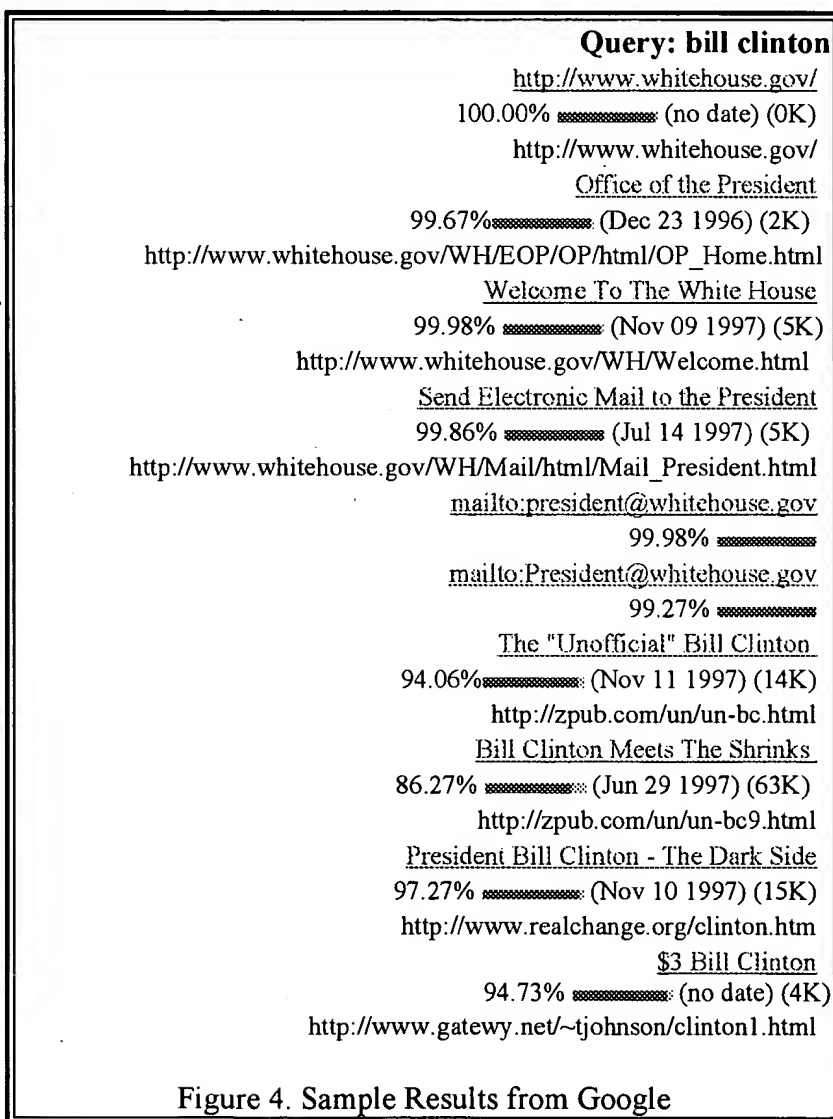 Query: bill clinton
http://www.whitehouse.gov/
100.00% (no date) (0K)
http://www.whitehouse.gov/
Office of the President
99.67% (Dec 23 1996) (2K)
http://www.whitehouse.gov/WH/EOP/OP/html/OP_Home.html
Welcome To The White House
99.98% (Nov 09 1997) (5K)
http://www.whitehouse.gov/WH/Welcome.html
Send Electronic Mail to the President
99.86% (Jul 14 1997) (5K)
http://www.whitehouse.gov/WH/Mail/html/Mail_President.html
mailto:president@whitehouse.gov
99.98%
mailto:President@whitehouse.gov
99.27%
The "Unofficial" Bill Clinton
94.06% (Nov 11 1997) (14K)
http://zpub.com/un/un-bc.html
Bill Clinton Meets The Shrinks
86.27% (Jun 29 1997) (63K)
http://zpub.com/un/un-bc9.html
President Bill Clinton - The Dark Side
97.27% (Nov 10 1997) (15K)
http://www.realchange.org/clinton.htm
$3 Bill Clinton
94.73% (no date) (4K)
http://www.gatewy.net/~tjohnson/clinton1.html
Figure 4. Sample Results from Google